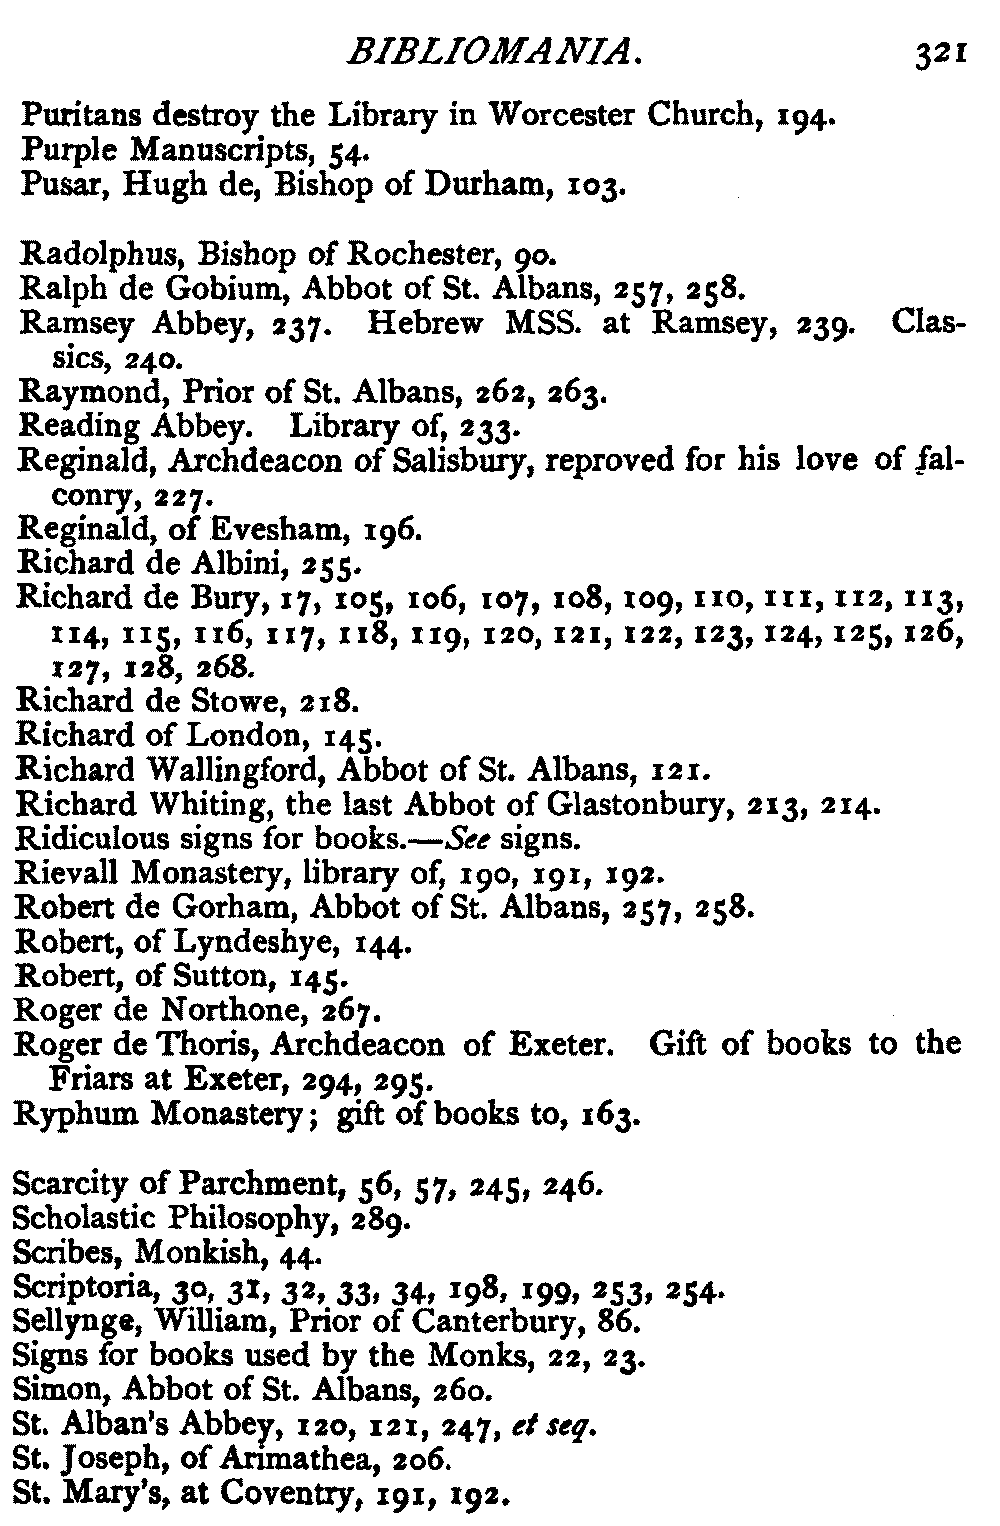 BIBLIOMANIA. 321
Puritans destroy the Library in Worcester Church, 194.
Purple Manuscripts, 54.
Pusar, Hugh de, Bishop of Durham, 103.
Radolphus, Bishop of Rochester, 90.
Ralph de Gobium, Abbot of St. Albans, 257, 258.
Ramsey Abbey, 237. Hebrew MSS. at Ramsey, 239. Clas-
sics, 240.
Raymond, Prior of St. Albans, 262, 263.
Reading Abbey. Library of, 233.
Reginald, Archdeacon of Salisbury, reproved for his love of fal-
conry, 227.
Reginald, of Evesham, 196.
Richard de Albini, 255.
Richard de Bury, 17, 105, 106, 107, 108, 109, 110, 111, 112, 113,
114, 115, 116, 117, 118, 119, 120, 121, 122, 123, 124, 125, 126,
127, 128, 268.
Richard de Stowe, 218.
Richard of London, 145.
Richard Wallingford, Abbot of St. Albans, 121.
Richard Whiting, the last Abbot of Glastonbury, 213, 214.
Ridiculous signs for books.—See signs.
Rievall Monastery, library of, 190, 191, 192.
Robert de Gorham, Abbot of St. Albans, 257, 258.
Robert, of Lyndeshye, 144.
Robert, of Sutton, 145.
Roger de Northone, 267.
Roger de Thoris, Archdeacon of Exeter. Gift of books to the
Friars at Exeter, 294, 295.
Ryphum Monastery; gift of books to, 163.
Scarcity of Parchment, 56, 57, 245, 246.
Scholastic Philosophy, 289.
Scribes, Monkish, 44.
Scriptoria, 30, 31, 32, 33, 34, 198, 199, 253, 254.
Sellynge, William, Prior of Canterbury, 86.
Signs for books used by the Monks, 22, 23.
Simon, Abbot of St. Albans, 260.
St. Alban's Abbey, 120, 121, 247, et seq.
St. Joseph, of Arimathea, 206.
St. Mary's, at Coventry, 191, 192.